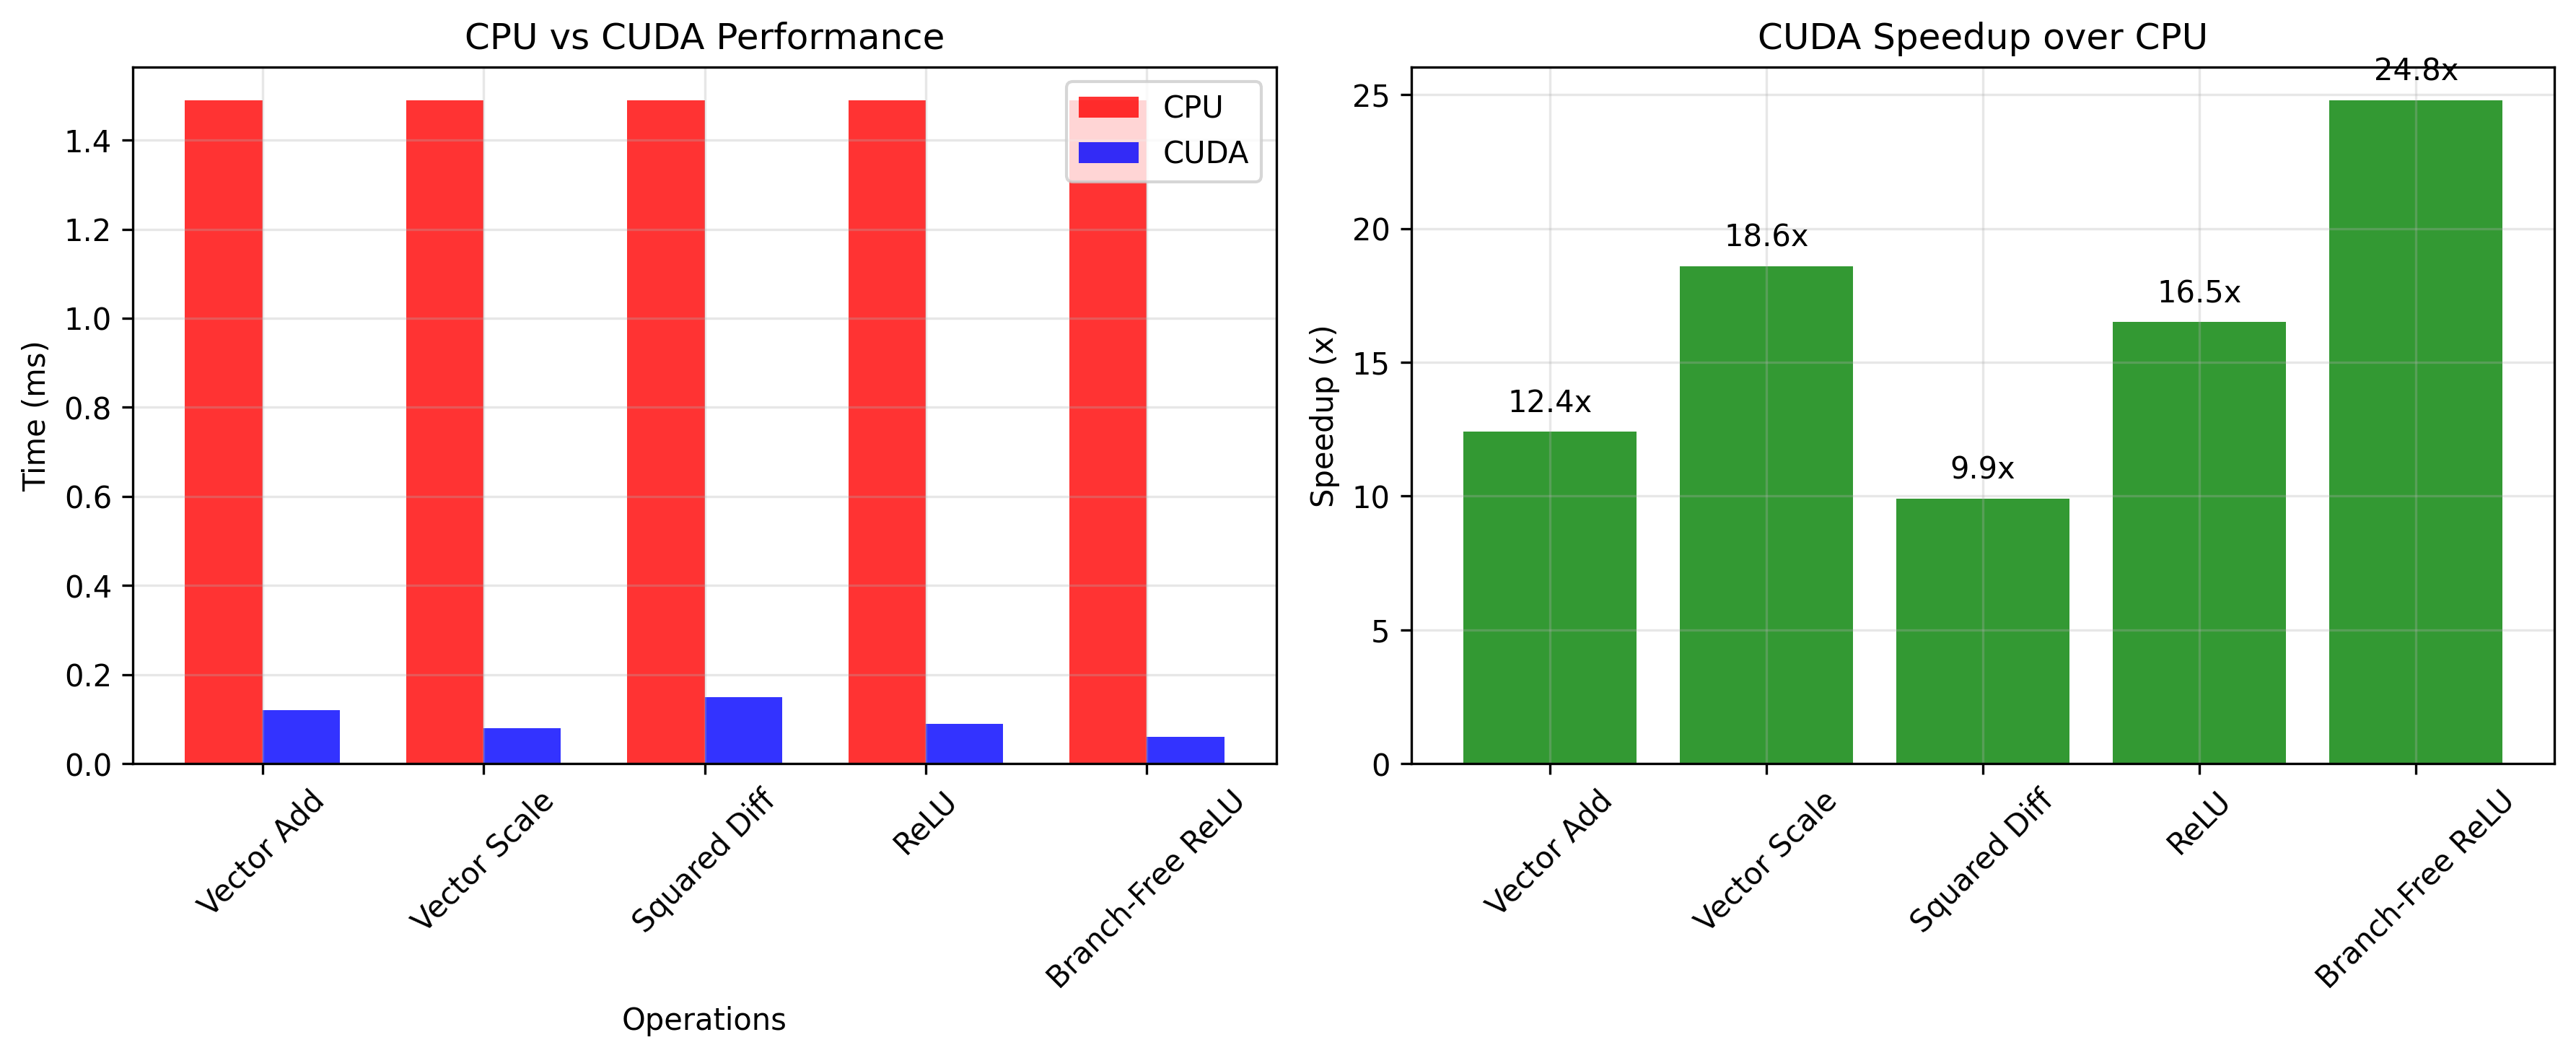 CPU vs CUDA Performance
CPU
CUDA
Time (ms)
1.4
1.2
1.0
0.8
0.6
0.4
0.2
0.0
Vector Add
Vector Scale
Squared Diff
ReLU
Branch-Free ReLU
Operations
CUDA Speedup over CPU
Speedup (x)
25
20
15
10
5
0
12.4x
18.6x
9.9x
16.5x
24.8x
Vector Add
Vector Scale
Squared Diff
ReLU
Branch-Free ReLU